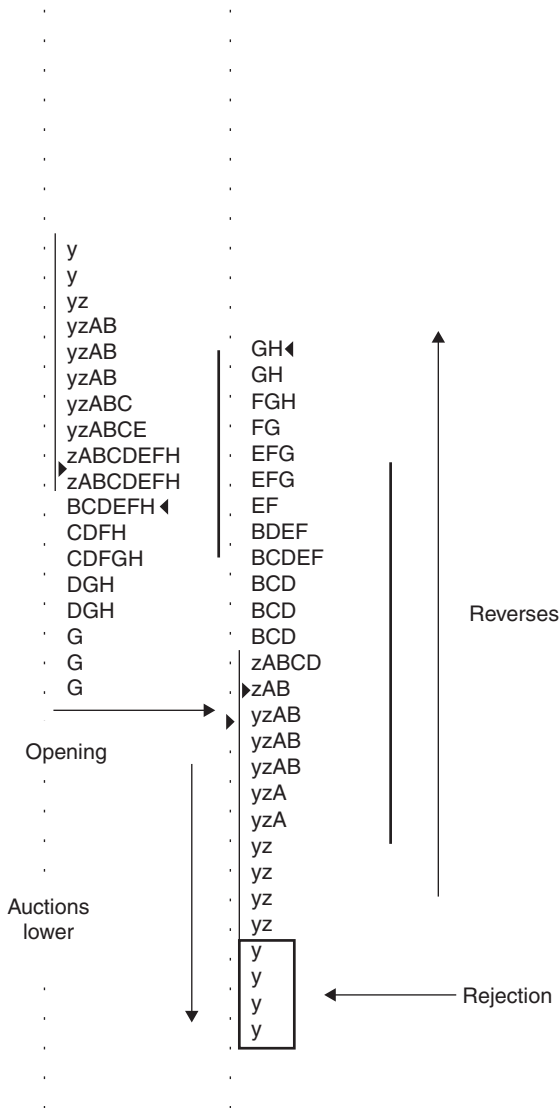 y
y
yz
yzAB
yzAB
yzAB
yzABC
yzABCE
zABCDEFH
zABCDEFH
BCDEFH
CDFH
CDFGH
DGH
DGH
G
G
G
Opening
Auctions
lower
GH
GH
FGH
FG
EFG
EFG
EF
BDEF
BCDEF
BCD
BCD
BCD
zABCD
zAB
yzAB
yzAB
yzAB
yzA
yzA
yz
yz
yz
yz
y
y
y
y
Reverses
Rejection